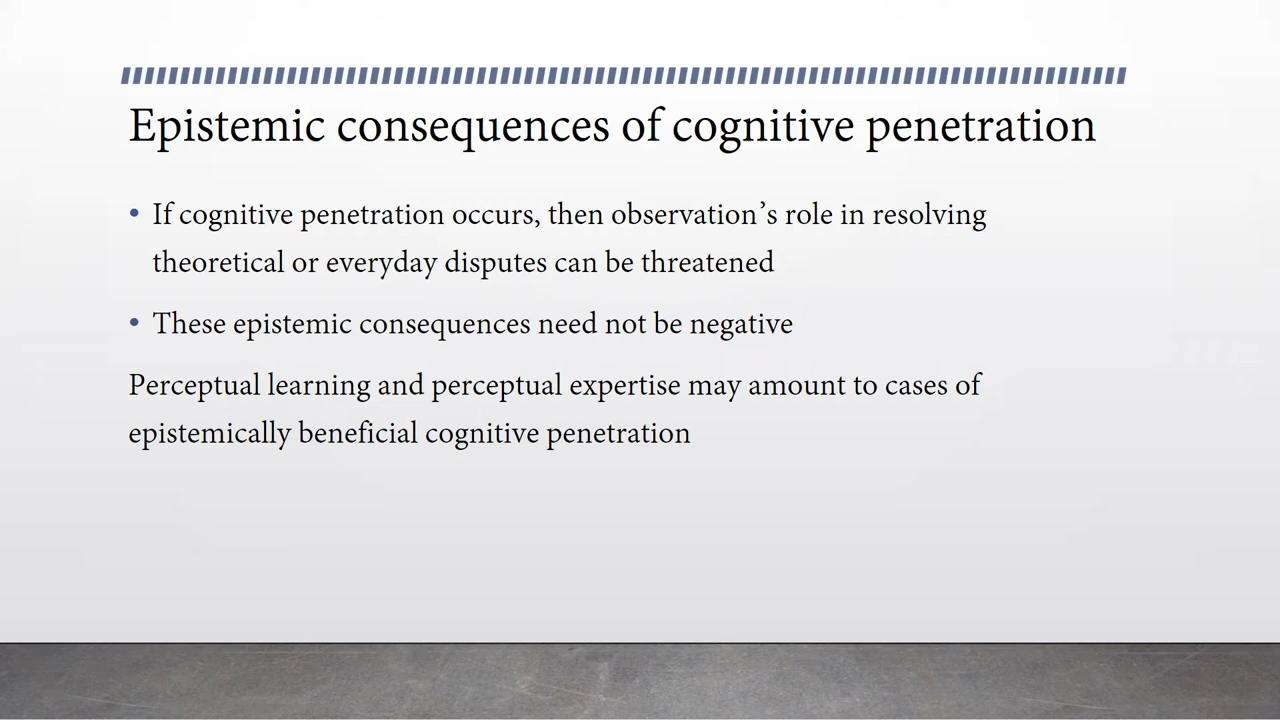 Epistemic consequences of cognitive penetration
• If cognitive penetration occurs, then observation’s role in resolving
theoretical or everyday disputes can be threatened
• These epistemic consequences need not be negative
Perceptual learning and perceptual expertise may amount to cases of
epistemically beneficial cognitive penetration